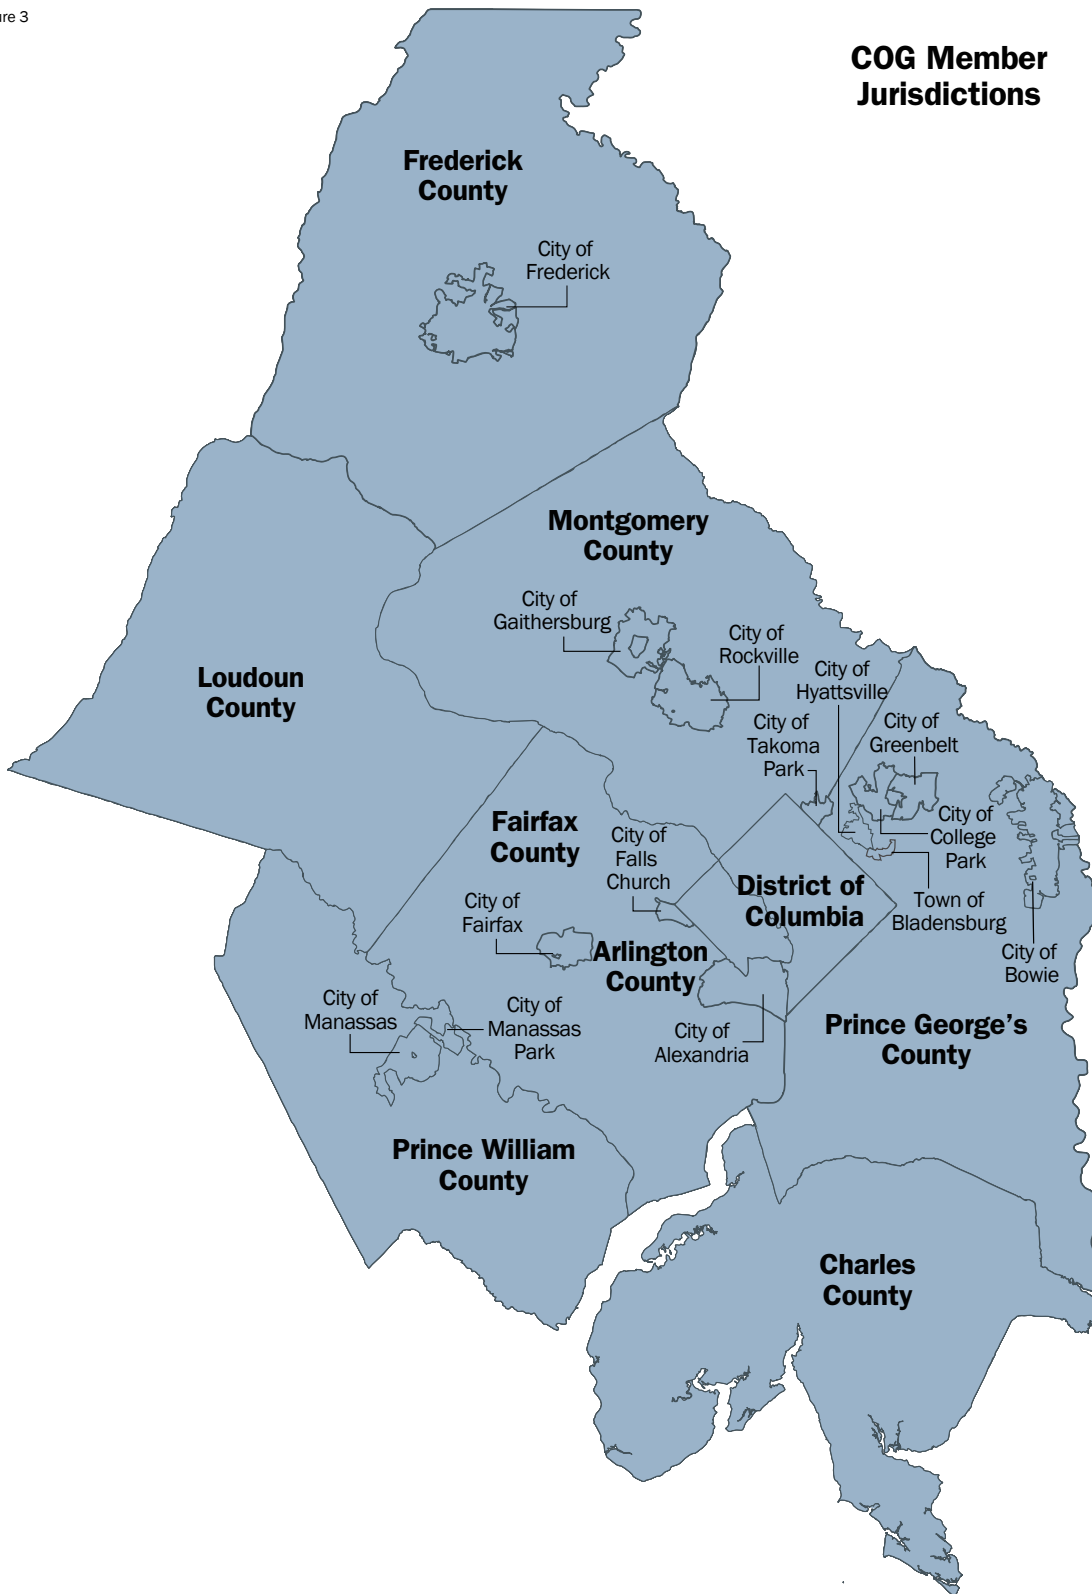 ure 3
COG Member
Jurisdictions
Frederick
County
City of
Frederick
Montgomery
County
City of
Gaithersburg
City of
Rockville
City of
Hyattsville
Loudoun
County
City of
Takoma
Park
City of
Greenbelt
Fairfax
County
City of
Falls
Church
City of
College
Park
District of
Columbia
City of
Fairfax
Town of
Bladensburg
Arlington
County
City of
Bowie
City of
Manassas
City of
Manassas
Park
City of
Alexandria
Prince George's
County
Prince William
County
Charles
County